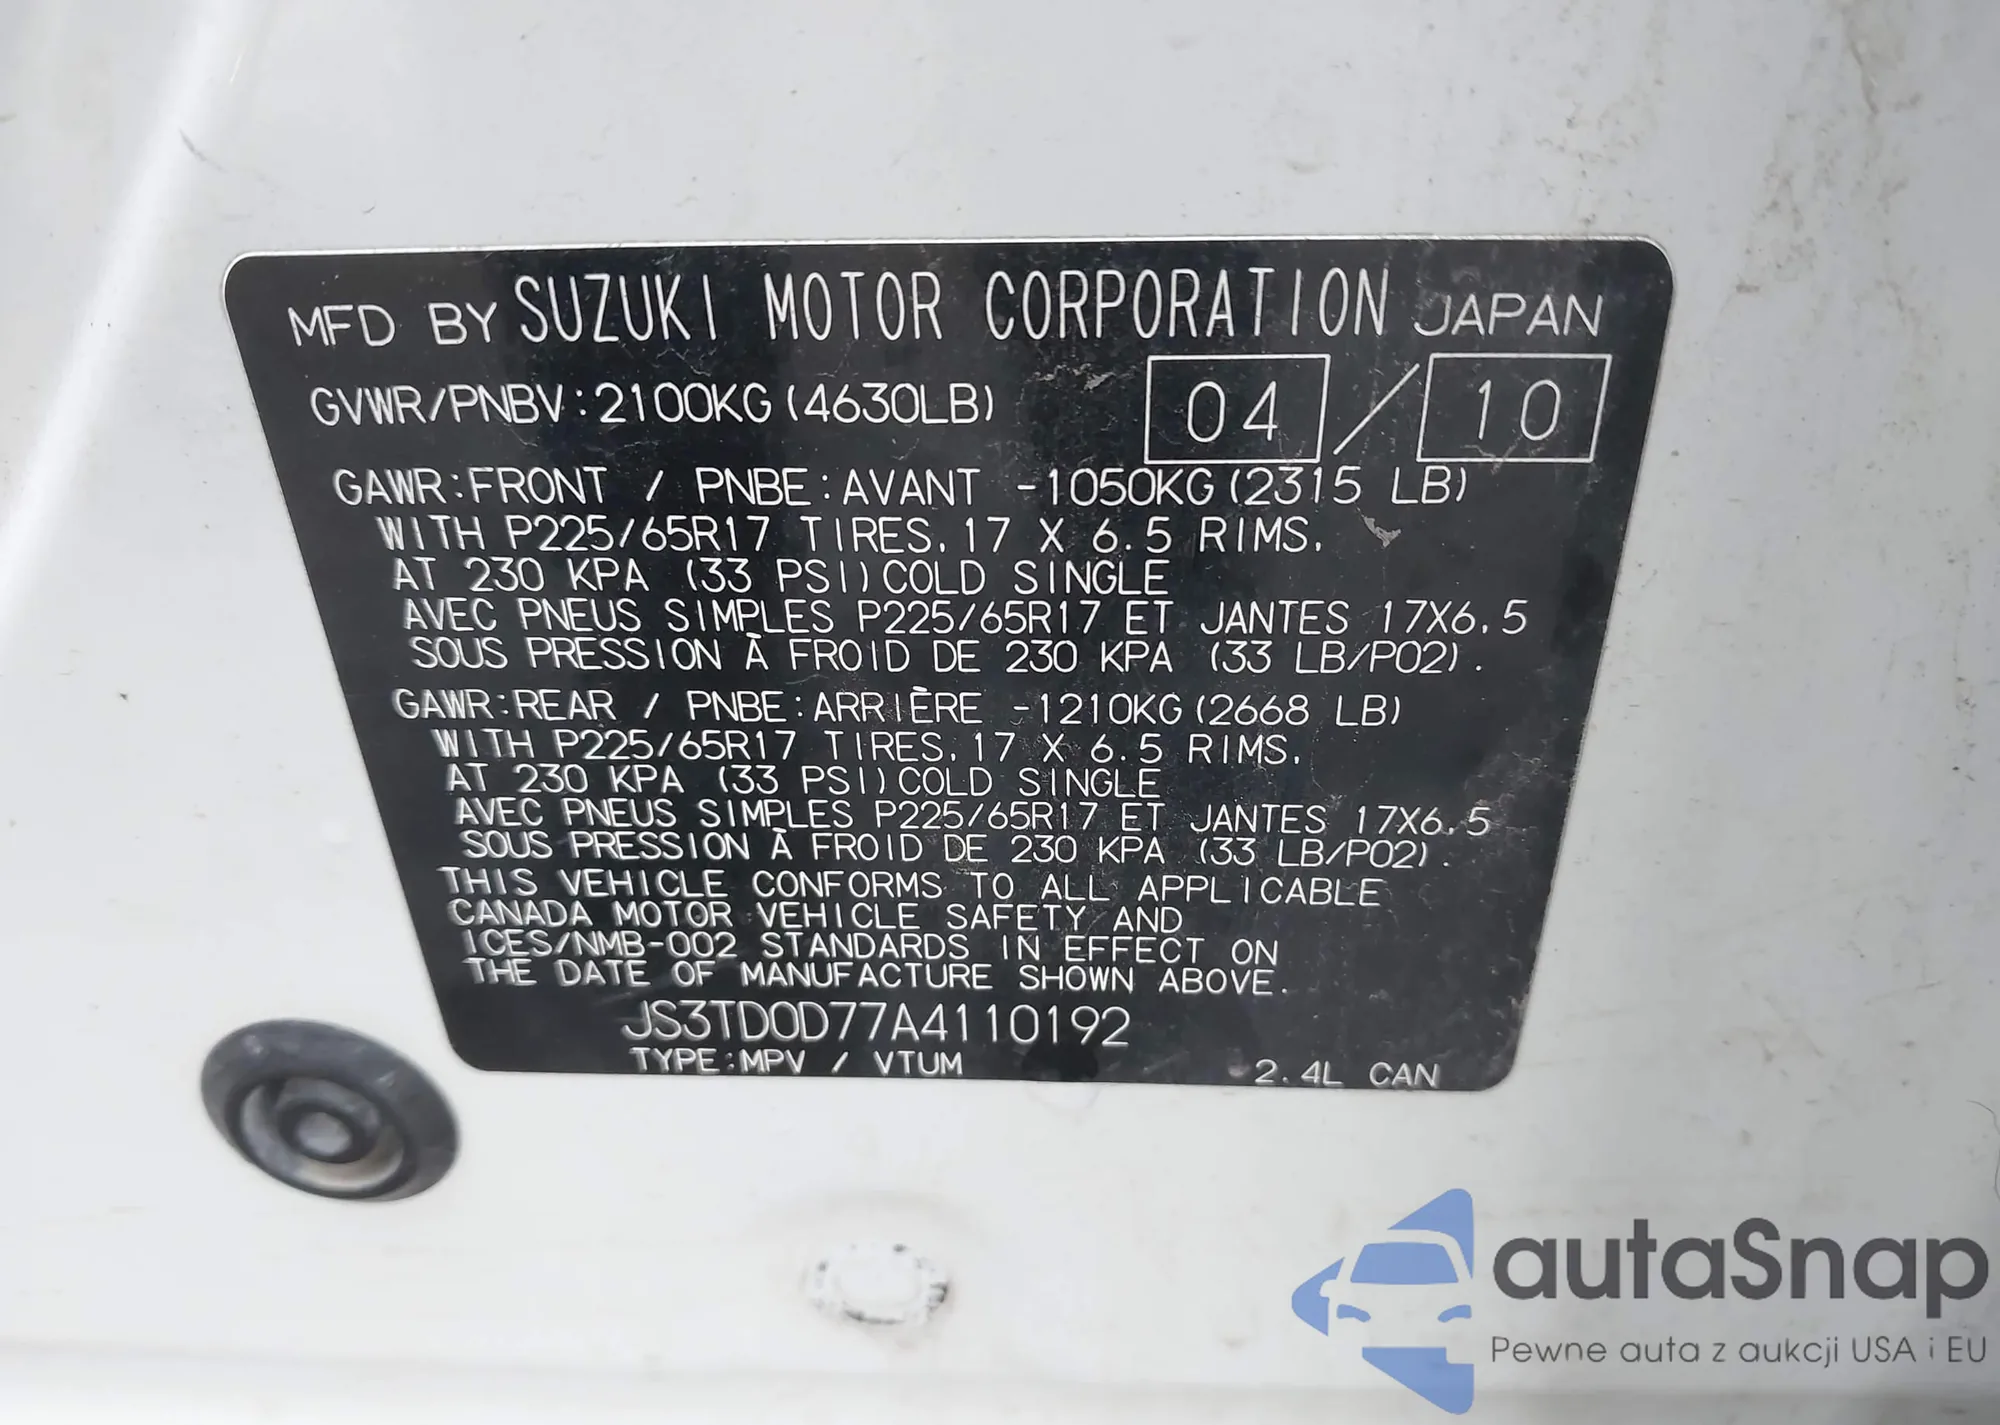 MFD BY SUZUKI MOTOR CORPORATION JAPAN
GVWR/PNBV:2100KG(4630LB) 04 / 10
GAWR:FRONT / PNBE:AVANT -1050KG(2315 LB)
WITH P225/65R17 TIRES,17 X 6.5 RIMS,
AT 230 KPA (33 PSI)COLD SINGLE
AVEC PNEUS SIMPLES P225/65R17 ET JANTES 17X6,5
SOUS PRESSION À FROID DE 230 KPA (33 LB/PO2).
GAWR:REAR / PNBE:ARRIÈRE -1210KG(2668 LB)
WITH P225/65R17 TIRES,17 X 6.5 RIMS,
AT 230 KPA (33 PSI)COLD SINGLE
AVEC PNEUS SIMPLES P225/65R17 ET JANTES 17X6,5
SOUS PRESSION À FROID DE 230 KPA (33 LB/PO2).
THIS VEHICLE CONFORMS TO ALL APPLICABLE
CANADA MOTOR VEHICLE SAFETY AND
ICES/NMB-002 STANDARDS IN EFFECT ON
THE DATE OF MANUFACTURE SHOWN ABOVE.
JS3TD0D77A4110192
TYPE:MPV / VTUM 2.4L CAN
autaSnap
Pewne auta z aukcji USA i EU